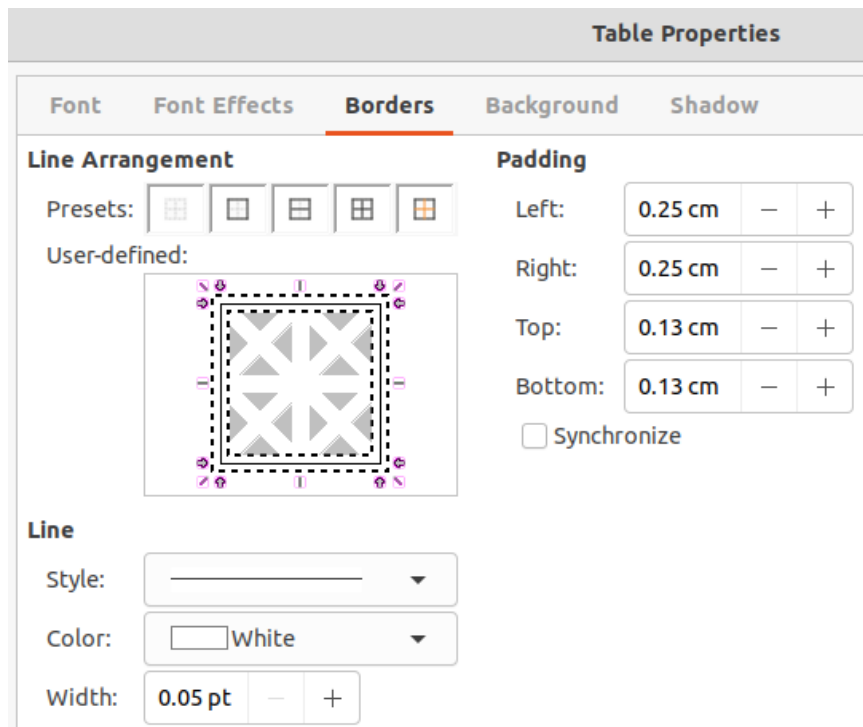 Table Properties
Font Font Effects Borders Background Shadow
Line Arrangement
Presets:
User-defined:
Padding
Left: 0.25 cm
Right: 0.25 cm
Top: 0.13 cm
Bottom: 0.13 cm
Synchronize
Line
Style:
Color: White
Width: 0.05 pt